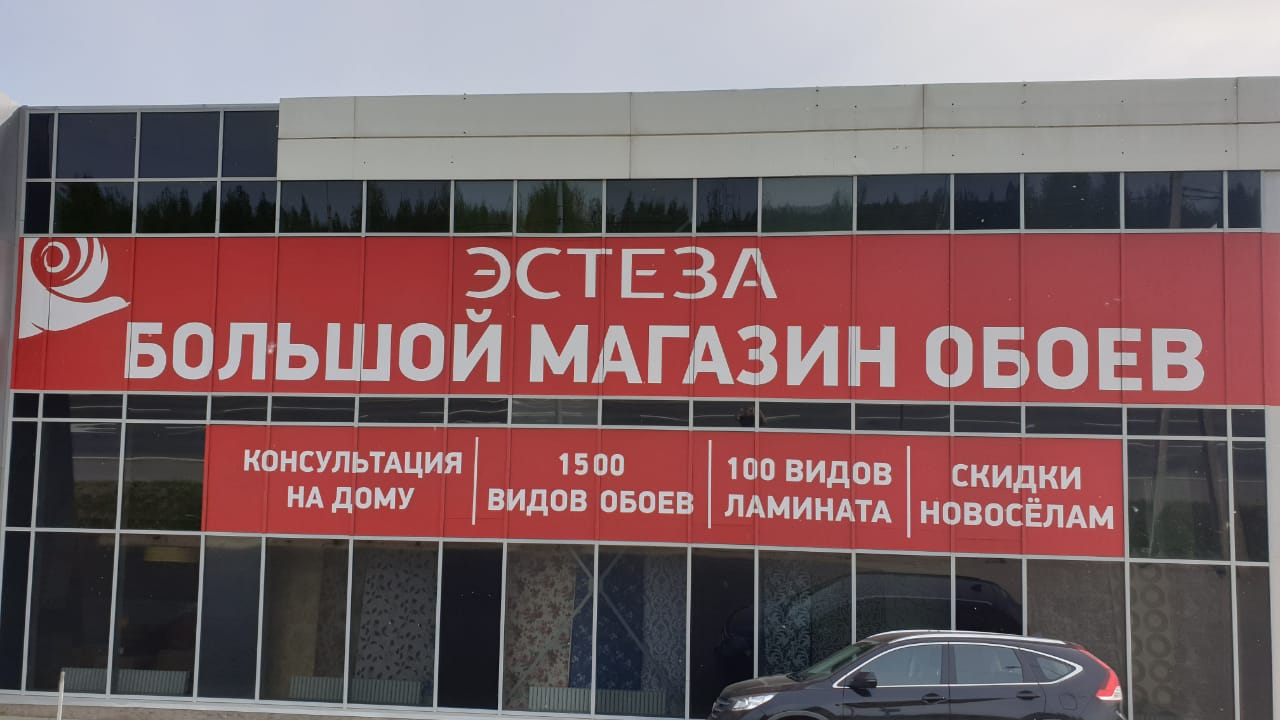 ЭСТЕЗА
БОЛЬШОЙ МАГАЗИН ОБОЕВ
КОНСУЛЬТАЦИЯ
НА ДОМУ
1500
ВИДОВ ОБОЕВ
100 ВИДОВ
ЛАМИНАТА
СКИДКИ
НОВОСЁЛАМ